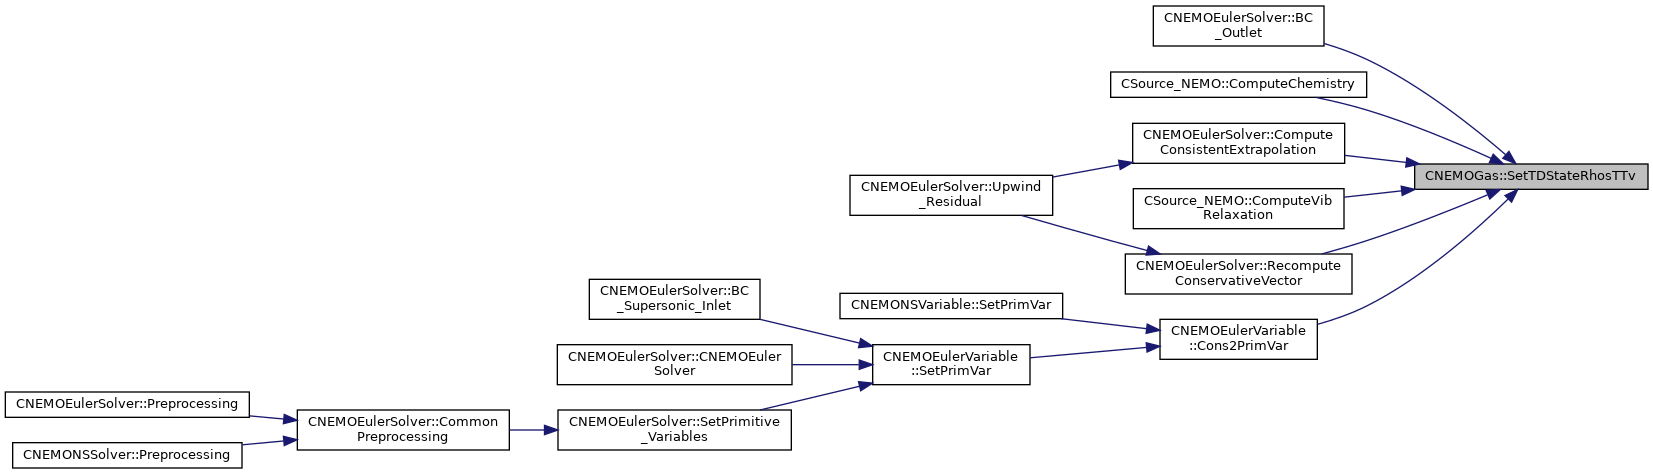 CNEMOEulerSolver::BC
_Outlet
CSource_NEMO::ComputeChemistry
CNEMOEulerSolver::Compute
ConsistentExtrapolation
CNEMOGas::SetTDStateRhosTTv
CNEMOEulerSolver::Upwind
_Residual
CSource_NEMO::ComputeVib
Relaxation
CNEMOEulerSolver::Recompute
ConservativeVector
CNEMOEulerSolver::BC
_Supersonic_Inlet
CNEMONSVariable::SetPrimVar
CNEMOEulerVariable
::Cons2PrimVar
CNEMOEulerSolver::CNEMOEuler
Solver
CNEMOEulerVariable
::SetPrimVar
CNEMOEulerSolver::Preprocessing
CNEMOEulerSolver::Common
Preprocessing
CNEMOEulerSolver::SetPrimitive
_Variables
CNEMONSSolver::Preprocessing